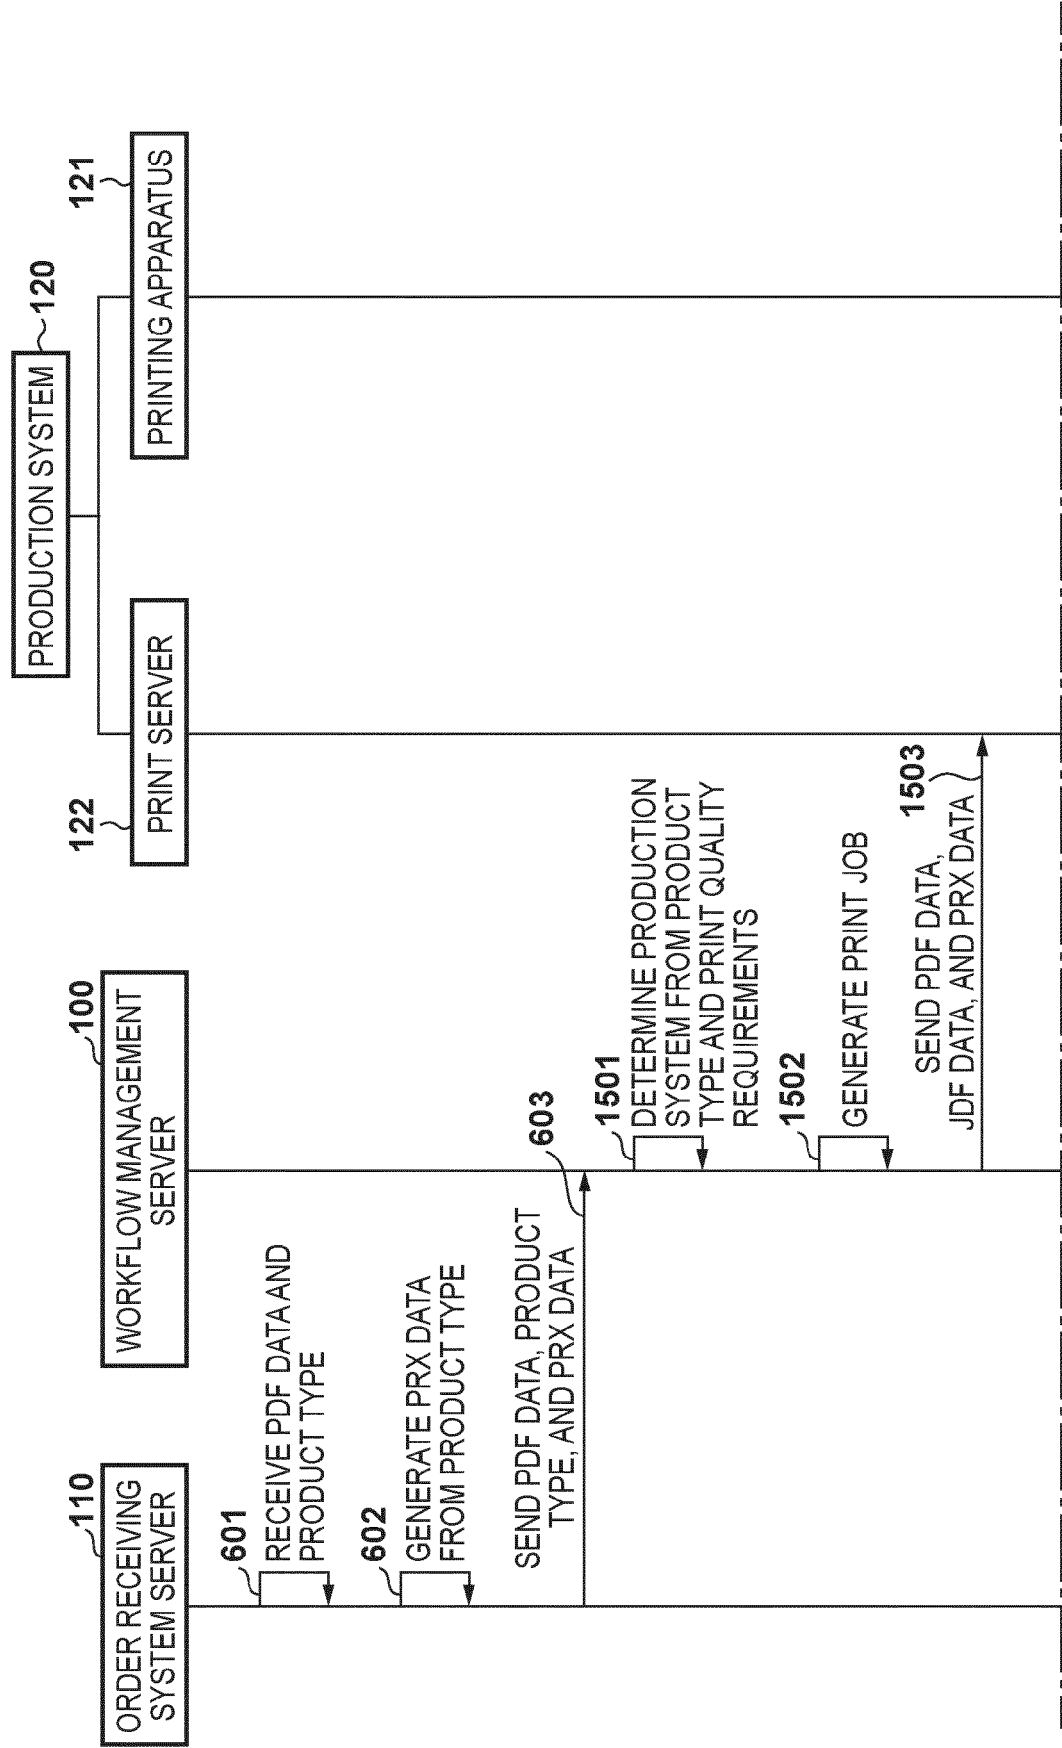 PRODUCTION SYSTEM
120
110
ORDER RECEIVING
SYSTEM SERVER
100
WORKFLOW MANAGEMENT
SERVER
122
PRINT SERVER
121
PRINTING APPARATUS
601
RECEIVE PDF DATA AND
PRODUCT TYPE
602
GENERATE PRX DATA
FROM PRODUCT TYPE
SEND PDF DATA, PRODUCT
TYPE, AND PRX DATA
603
1501
DETERMINE PRODUCTION
SYSTEM FROM PRODUCT
TYPE AND PRINT QUALITY
REQUIREMENTS
1502
GENERATE PRINT JOB
SEND PDF DATA,
JDF DATA, AND PRX DATA
1503